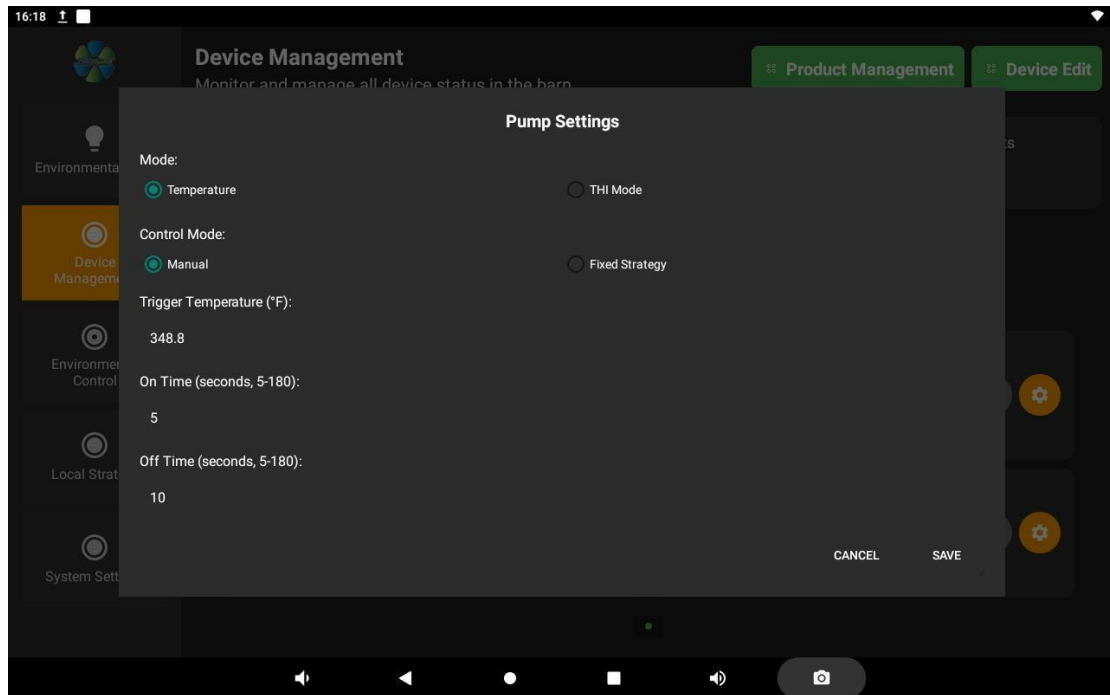 16:18
Device Management
Monitor and manage all device status in the barn
Product Management
Device Edit
Pump Settings
Mode:
Temperature
THI Mode
Control Mode:
Manual
Fixed Strategy
Trigger Temperature (°F):
348.8
On Time (seconds, 5-180):
5
Off Time (seconds, 5-180):
10
CANCEL
SAVE
Environmenta
Device
Managem
Environme
Control
Local Strat
System Sett